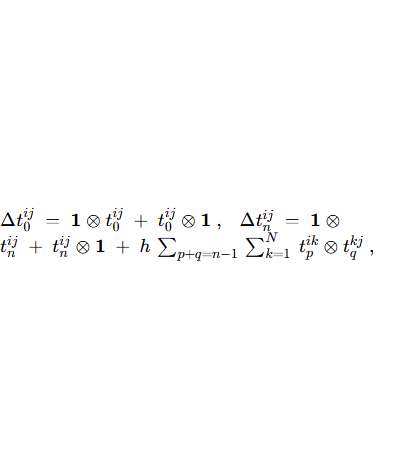 Δt_0^{ij} = 𝟏 ⊗ t_0^{ij} + t_0^{ij} ⊗ 𝟏 , Δt_n^{ij} = 𝟏 ⊗
t_n^{ij} + t_n^{ij} ⊗ 𝟏 + h ∑_{p+q=n−1} ∑_{k=1}^{N} t_p^{ik} ⊗ t_q^{kj} ,